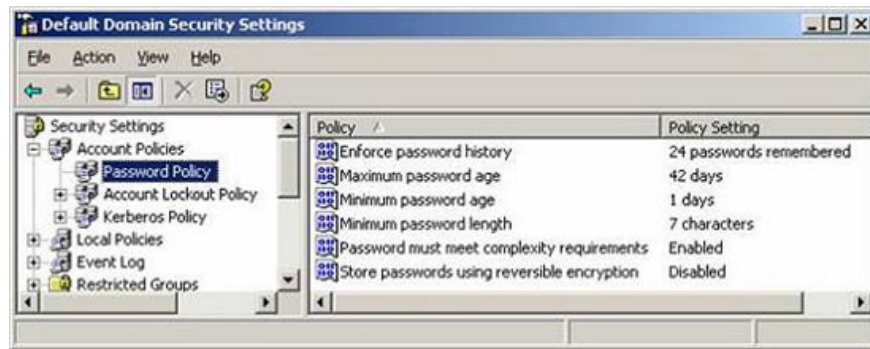 Default Domain Security Settings
File Action View Help
Security Settings
Account Policies
Password Policy
Account Lockout Policy
Kerberos Policy
Local Policies
Event Log
Restricted Groups
Policy Policy Setting
Enforce password history 24 passwords remembered
Maximum password age 42 days
Minimum password age 1 days
Minimum password length 7 characters
Password must meet complexity requirements Enabled
Store passwords using reversible encryption Disabled